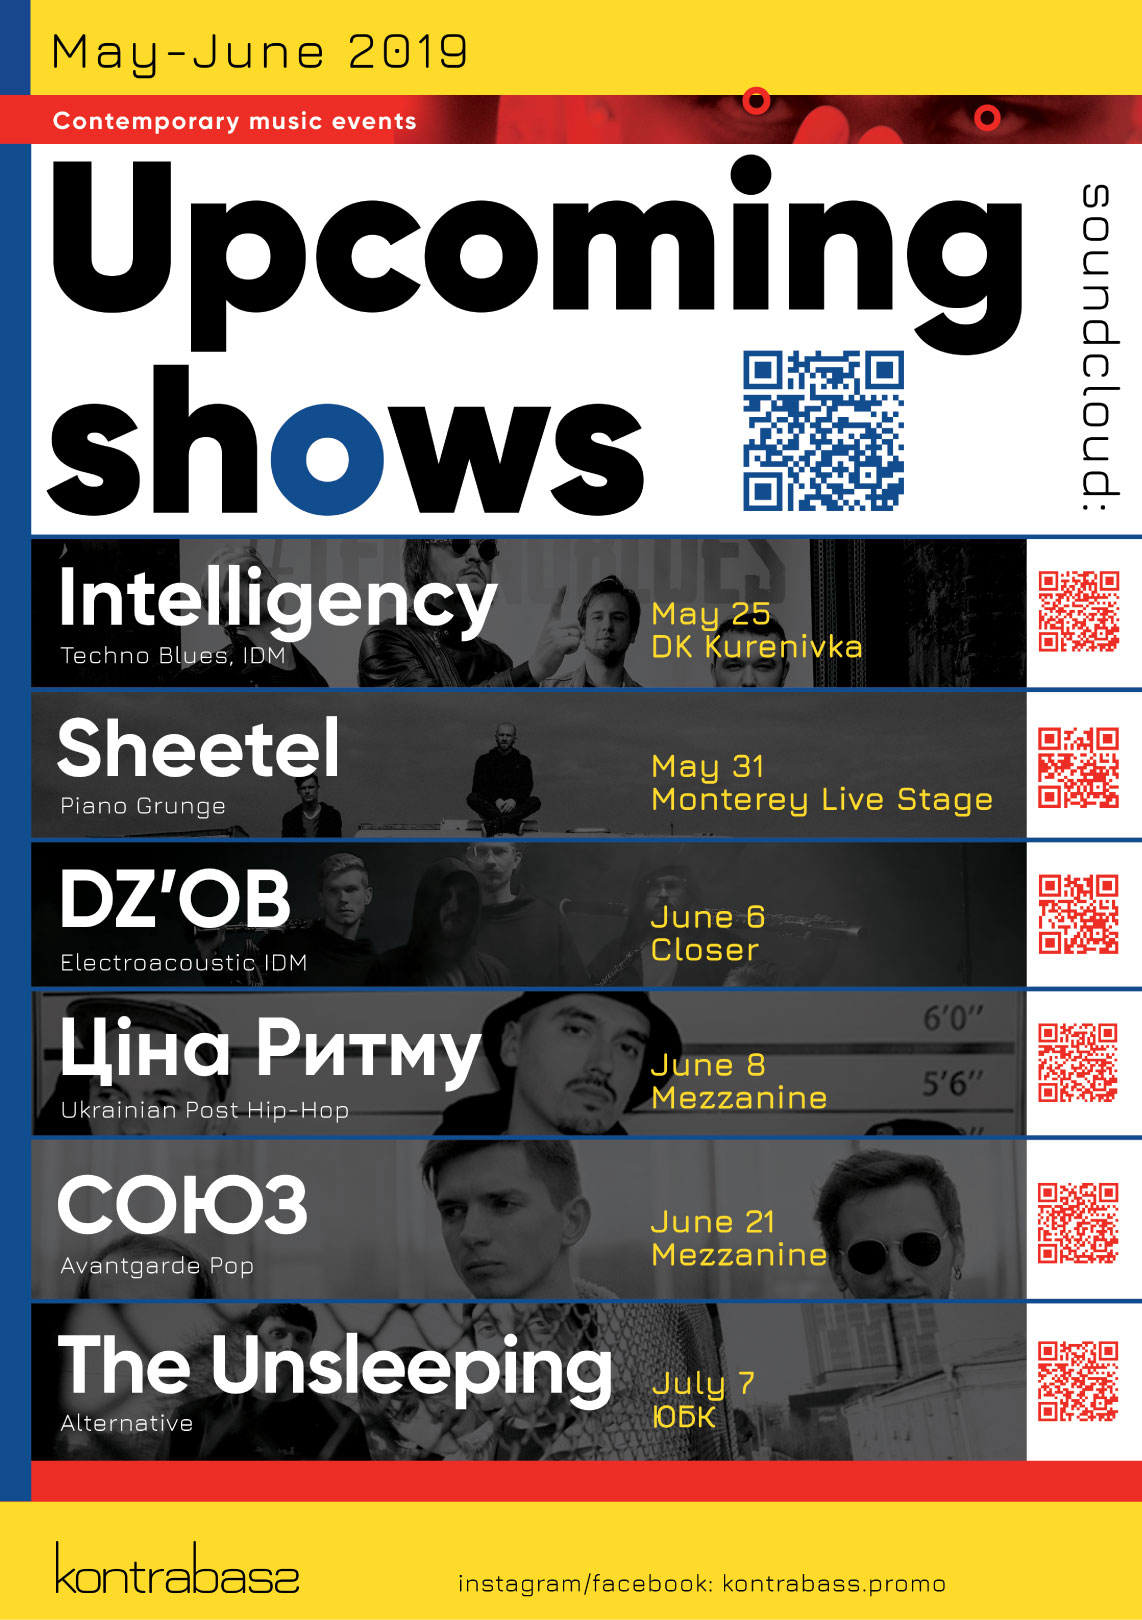 May-June 2019
Contemporary music events
Upcoming
shows
soundcloud:
Intelligency
Techno Blues, IDM
May 25
DK Kurenivka
Sheetel
Piano Grunge
May 31
Monterey Live Stage
DZ'OB
Electroacoustic IDM
June 6
Closer
Ціна Ритму
Ukrainian Post Hip-Hop
June 8
Mezzanine
6'0"
5'6"
СОЮЗ
Avantgarde Pop
June 21
Mezzanine
The Unsleeping
Alternative
July 7
ЮБК
kontrabass
instagram/facebook: kontrabass.promo